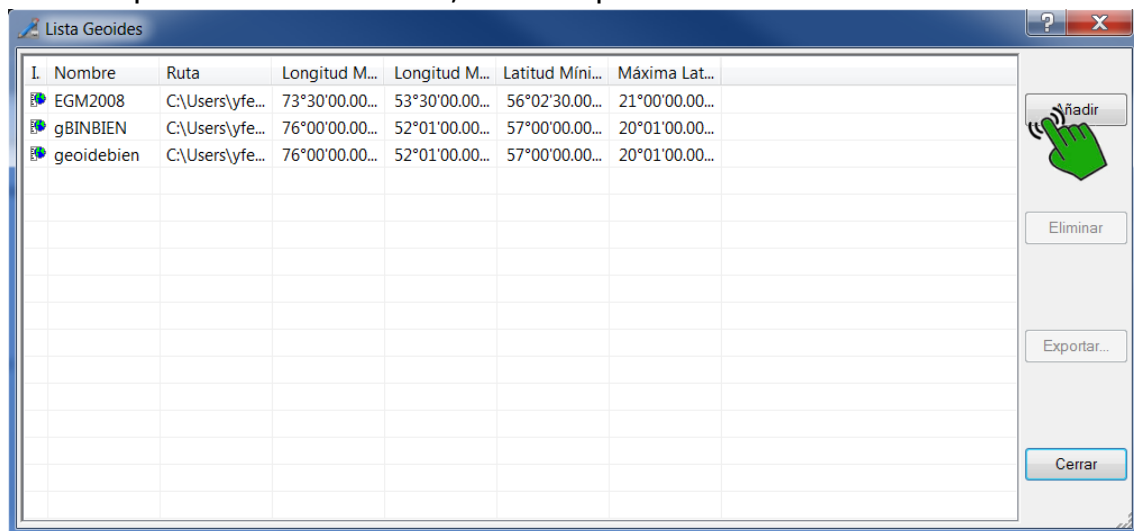 Lista Geoides
I. Nombre Ruta Longitud M... Longitud M... Latitud Míni... Máxima Lat...
EGM2008 C:\Users\yfe... 73°30'00.00... 53°30'00.00... 56°02'30.00... 21°00'00.00...
gBINBIEN C:\Users\yfe... 76°00'00.00... 52°01'00.00... 57°00'00.00... 20°01'00.00...
geoidebien C:\Users\yfe... 76°00'00.00... 52°01'00.00... 57°00'00.00... 20°01'00.00...
Añadir
Eliminar
Exportar...
Cerrar